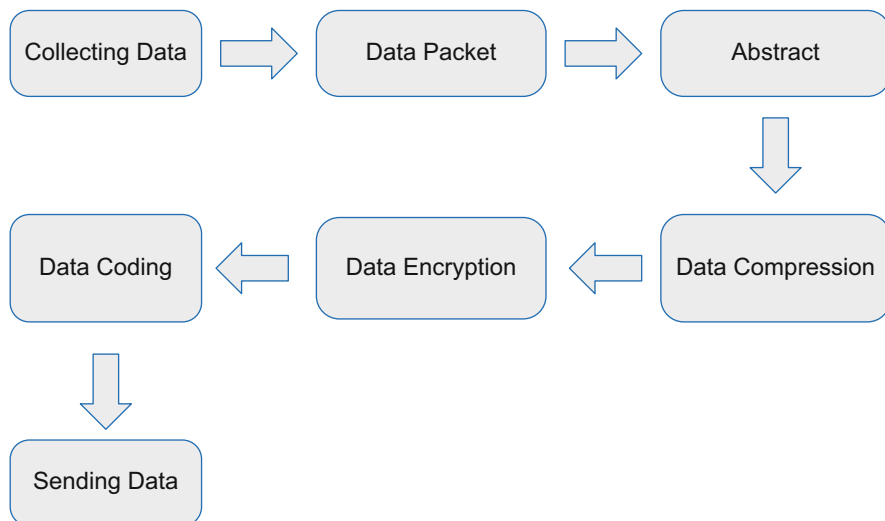 Collecting Data
Data Packet
Abstract
Data Compression
Data Encryption
Data Coding
Sending Data